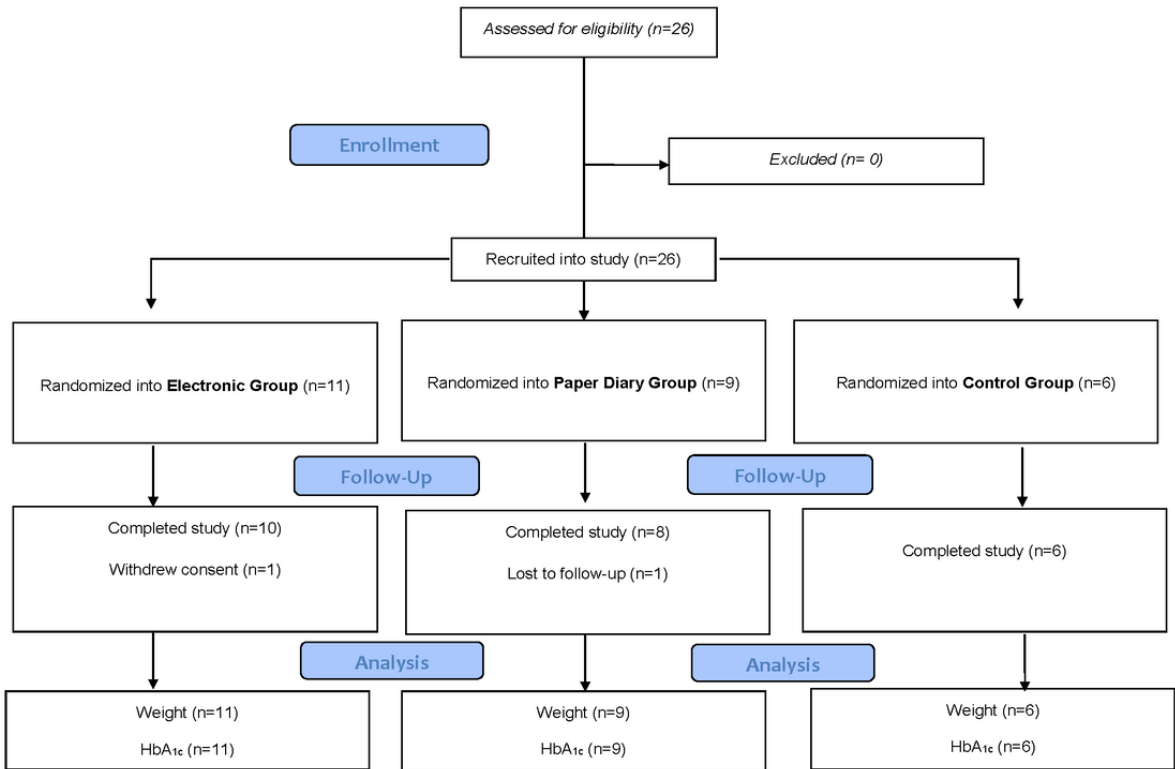 Assessed for eligibility (n=26)
Enrollment
Excluded (n= 0)
Recruited into study (n=26)
Randomized into Electronic Group (n=11)
Randomized into Paper Diary Group (n=9)
Randomized into Control Group (n=6)
Follow-Up
Follow-Up
Completed study (n=10)
Withdrew consent (n=1)
Completed study (n=8)
Lost to follow-up (n=1)
Completed study (n=6)
Analysis
Analysis
Weight (n=11)
HbA1c (n=11)
Weight (n=9)
HbA1c (n=9)
Weight (n=6)
HbA1c (n=6)